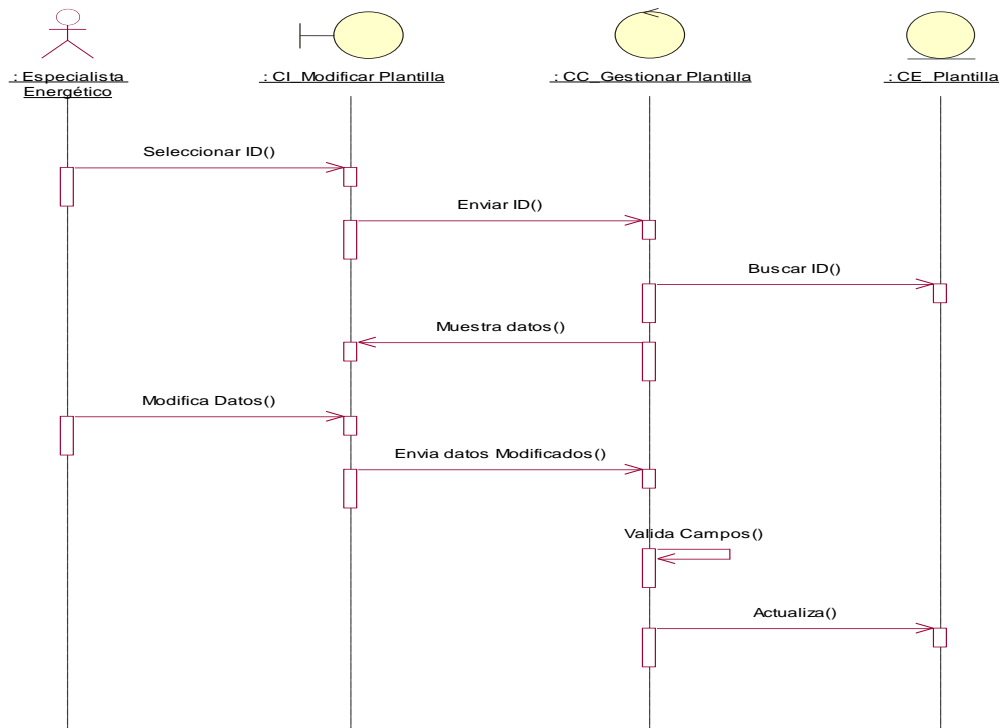 : Especialista
Energético
: CI_Modificar Plantilla
: CC_Gestionar Plantilla
: CE_Plantilla
Seleccionar ID()
Enviar ID()
Buscar ID()
Muestra datos()
Modifica Datos()
Envia datos Modificados()
Valida Campos()
Actualiza()